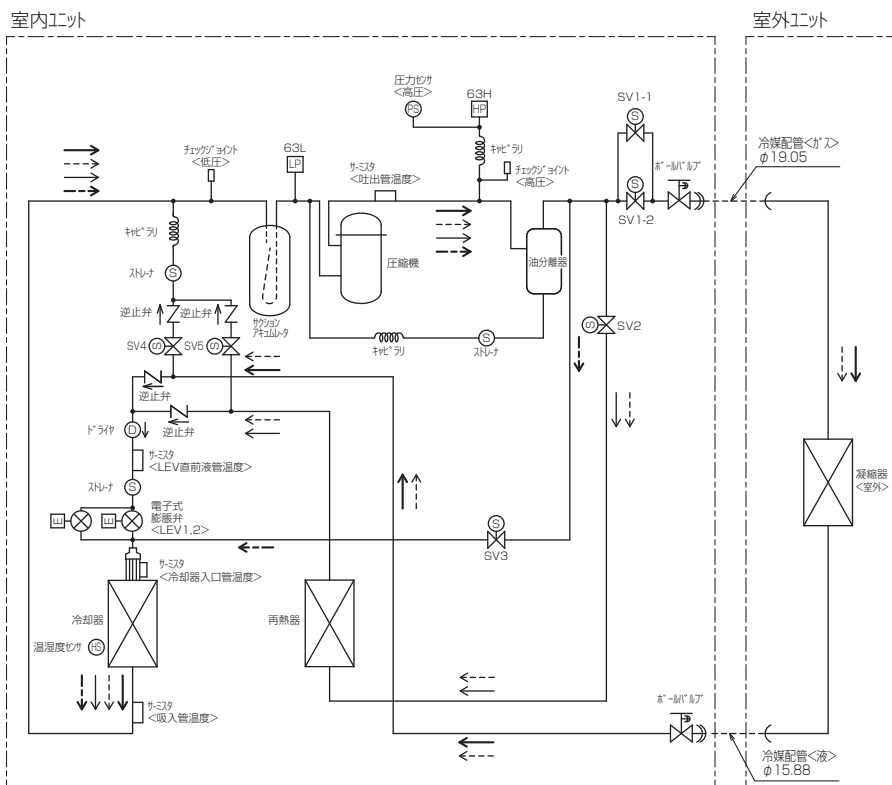 室内ユニット
室外ユニット
圧力センサ
<高圧>
63H
PS
HP
SV1-1
S
チェックジョイント
<低圧>
63L
LP
サーミスタ
<吐出管温度>
キャピラリ
チェックジョイント
<高圧>
S
SV1-2
ボールバルブ
冷媒配管<ガス>
φ19.05
キャピラリ
ストレーナ
S
サクション
アキュムレータ
圧縮機
油分離器
逆止弁
逆止弁
SV4
S
SV5
S
キャピラリ
S
ストレーナ
S
SV2
逆止弁
逆止弁
ドライヤ
D
サーミスタ
<LEV直前液管温度>
ストレーナ
S
E
E
電子式
膨脹弁
<LEV1,2>
S
SV3
凝縮器
<室外>
サーミスタ
<冷却器入口管温度>
冷却器
温湿度センサ
HS
再熱器
サーミスタ
<吸入管温度>
ボールバルブ
冷媒配管<液>
φ15.88